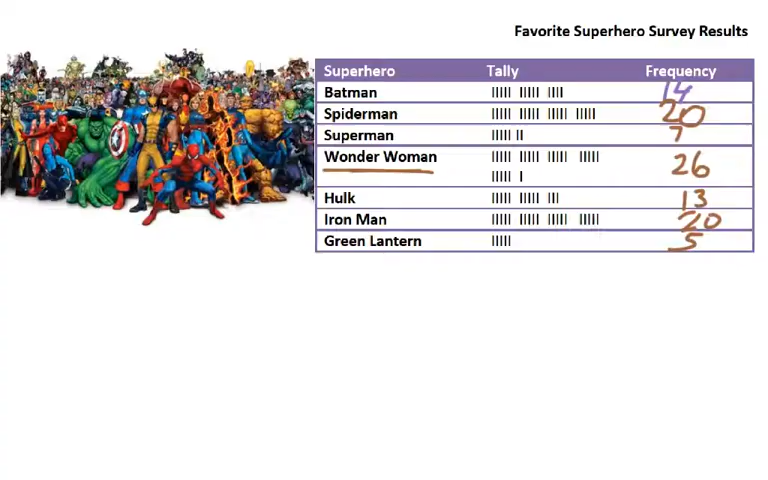 Favorite Superhero Survey Results
Superhero Tally Frequency
Batman 14
Spiderman 20
Superman 7
Wonder Woman 26
Hulk 13
Iron Man 20
Green Lantern 5